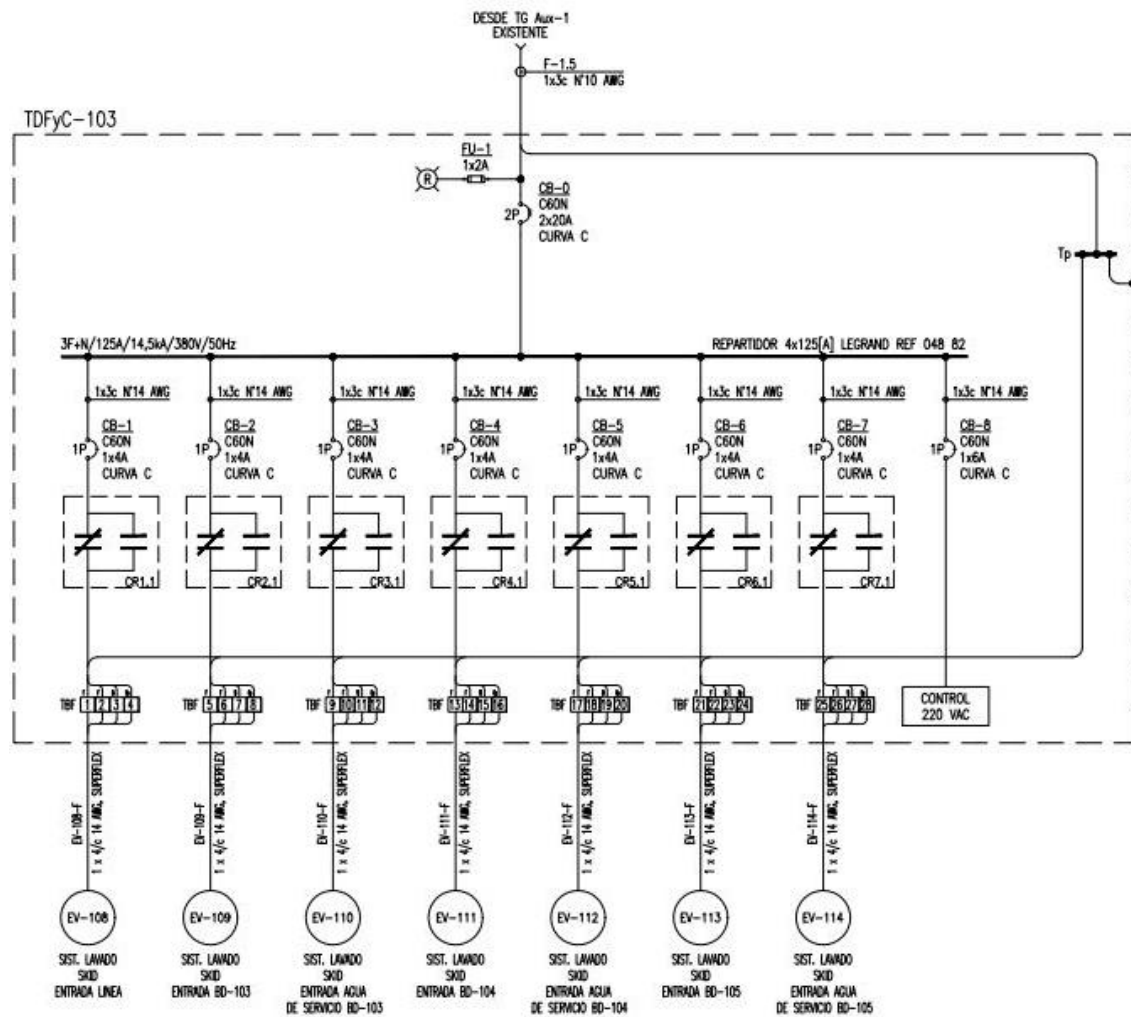 DESDE TG Aux-1
EXISTENTE
F-1.5
1x3c N°10 AWG
TDFyC-103
FU-1
1x2A
R
CB-0
C60N
2x20A
CURVA C
2P
Tp
3F+N/125A/14,5kA/380V/50Hz
REPARTIDOR 4x125[A] LEGRAND REF 048 82
1x3c N°14 AWG
1x3c N°14 AWG
1x3c N°14 AWG
1x3c N°14 AWG
1x3c N°14 AWG
1x3c N°14 AWG
1x3c N°14 AWG
1x3c N°14 AWG
1P
CB-1
C60N
1x4A
CURVA C
1P
CB-2
C60N
1x4A
CURVA C
1P
CB-3
C60N
1x4A
CURVA C
1P
CB-4
C60N
1x4A
CURVA C
1P
CB-5
C60N
1x4A
CURVA C
1P
CB-6
C60N
1x4A
CURVA C
1P
CB-7
C60N
1x4A
CURVA C
1P
CB-8
C60N
1x6A
CURVA C
CR1.1
CR2.1
CR3.1
CR4.1
CR5.1
CR6.1
CR7.1
TBF 1 2 3 4
TBF 5 6 7 8
TBF 9 10 11 12
TBF 13 14 15 16
TBF 17 18 19 20
TBF 21 22 23 24
TBF 25 26 27 28
CONTROL
220 VAC
EV-108-F
1 x 4/c 14 AWG, SUPERFLEX
EV-109-F
1 x 4/c 14 AWG, SUPERFLEX
EV-110-F
1 x 4/c 14 AWG, SUPERFLEX
EV-111-F
1 x 4/c 14 AWG, SUPERFLEX
EV-112-F
1 x 4/c 14 AWG, SUPERFLEX
EV-113-F
1 x 4/c 14 AWG, SUPERFLEX
EV-114-F
1 x 4/c 14 AWG, SUPERFLEX
EV-108
SIST. LAVADO
SKID
ENTRADA LINEA
EV-109
SIST. LAVADO
SKID
ENTRADA BD-103
EV-110
SIST. LAVADO
SKID
ENTRADA AGUA
DE SERVICIO BD-103
EV-111
SIST. LAVADO
SKID
ENTRADA BD-104
EV-112
SIST. LAVADO
SKID
ENTRADA AGUA
DE SERVICIO BD-104
EV-113
SIST. LAVADO
SKID
ENTRADA BD-105
EV-114
SIST. LAVADO
SKID
ENTRADA AGUA
DE SERVICIO BD-105